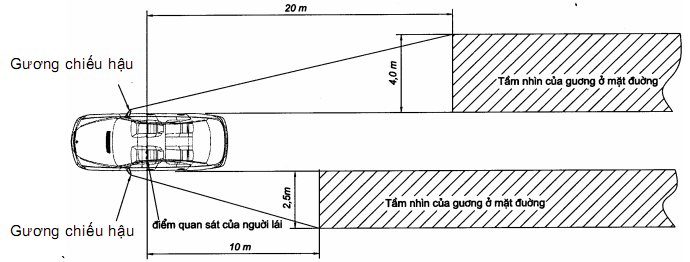 20 m
Gương chiếu hậu
4,0 m
Tầm nhìn của gương ở mặt đường
2,5m
Tầm nhìn của gương ở mặt đường
điểm quan sát của người lái
Gương chiếu hậu
10 m